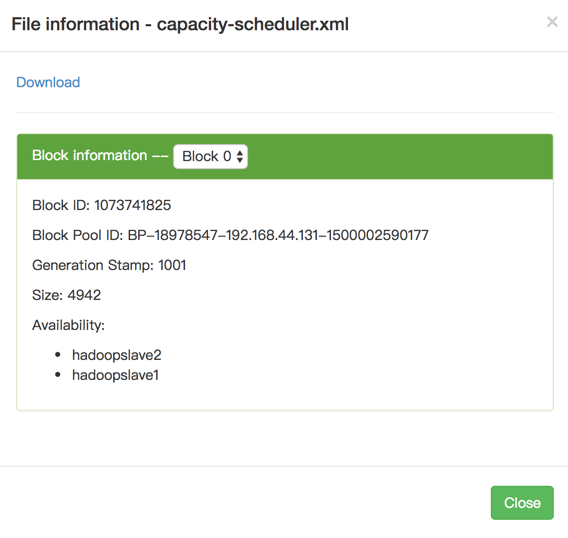 File information - capacity-scheduler.xml ×
Download
Block information -- Block 0
Block ID: 1073741825
Block Pool ID: BP-18978547-192.168.44.131-1500002590177
Generation Stamp: 1001
Size: 4942
Availability:
• hadoopslave2
• hadoopslave1
Close